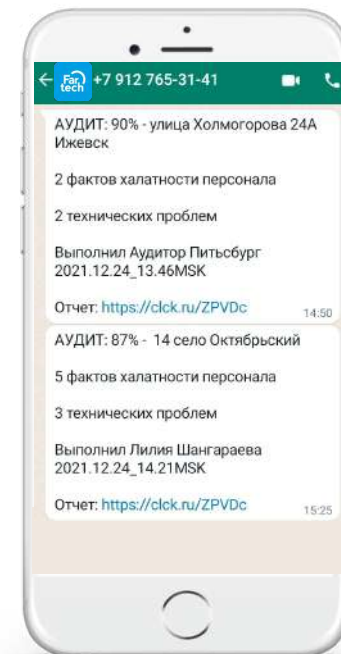 Far
tech
+7 912 765-31-41
АУДИТ: 90% - улица Холмогорова 24А
Ижевск
2 фактов халатности персонала
2 технических проблем
Выполнил Аудитор Питьсбург
2021.12.24_13.46MSK
Отчет: https://clck.ru/ZPVDc
14:50
АУДИТ: 87% - 14 село Октябрьский
5 фактов халатности персонала
3 технических проблем
Выполнил Лилия Шангараева
2021.12.24_14.21MSK
Отчет: https://clck.ru/ZPVDc
15:25